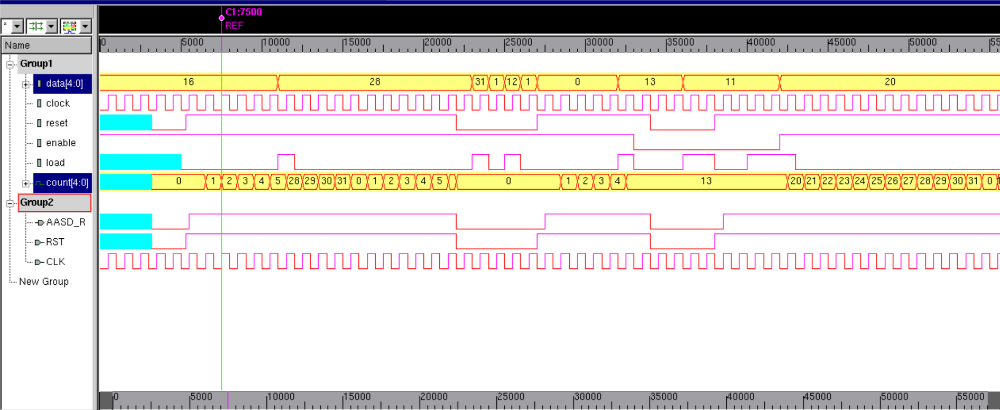 C1:7500
REF
*
Name
0 5000 10000 15000 20000 25000 30000 35000 40000 45000 50000 55
Group1
data[4:0] 16 28 31 1 12 1 0 13 11 20
clock
reset
enable
load
count[4:0] 0 1 2 3 4 5 28 29 30 31 0 1 2 3 4 5 0 1 2 3 4 13 20 21 22 23 24 25 26 27 28 29 30 31 0 1
Group2
AASD_R
RST
CLK
New Group
0 5000 10000 15000 20000 25000 30000 35000 40000 45000 50000 55000